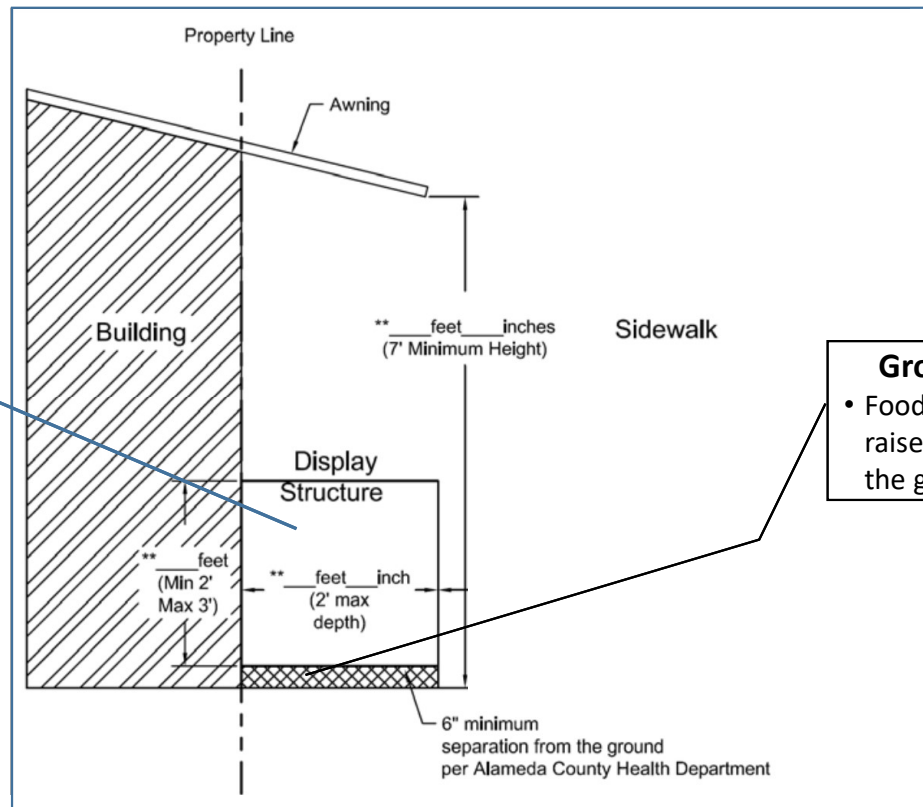 Property Line
Awning
Building
**____feet____inches
(7' Minimum Height)
Sidewalk
Gro
• Food
raise
the g
Display
Structure
**____feet
(Min 2'
Max 3')
**____feet___inch
(2' max
depth)
6" minimum
separation from the ground
per Alameda County Health Department